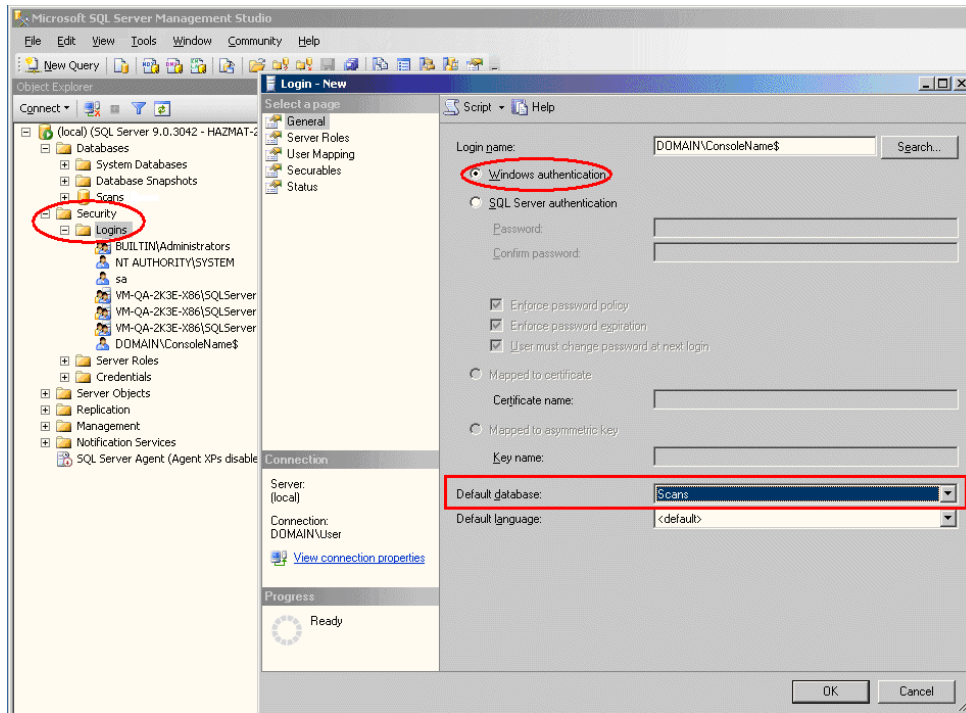 Microsoft SQL Server Management Studio
File Edit View Tools Window Community Help
New Query
Object Explorer
Connect
(local) (SQL Server 9.0.3042 - HAZMAT-2
Databases
System Databases
Database Snapshots
Scans
Security
Logins
BUILTIN\Administrators
NT AUTHORITY\SYSTEM
sa
VM-QA-2K3E-X86\SQLServer
VM-QA-2K3E-X86\SQLServer
VM-QA-2K3E-X86\SQLServer
DOMAIN\ConsoleName$
Server Roles
Credentials
Server Objects
Replication
Management
Notification Services
SQL Server Agent (Agent XPs disable
Login - New
Select a page
General
Server Roles
User Mapping
Securables
Status
Connection
Server:
(local)
Connection:
DOMAIN\User
View connection properties
Progress
Ready
Script Help
Login name: DOMAIN\ConsoleName$ Search...
Windows authentication
SQL Server authentication
Password:
Confirm password:
Enforce password policy
Enforce password expiration
User must change password at next login
Mapped to certificate
Certificate name:
Mapped to asymmetric key
Key name:
Default database: Scans
Default language: <default>
OK Cancel